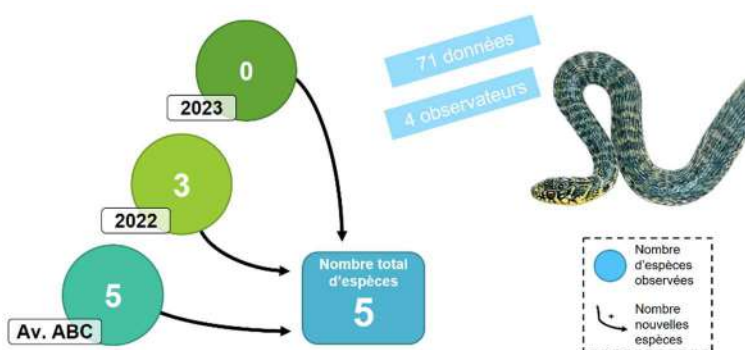 0
2023
3
2022
5
Av. ABC
Nombre total
d'espèces
5
71 données
4 observateurs
Nombre
d'espèces
observées
+
Nombre
nouvelles
espèces